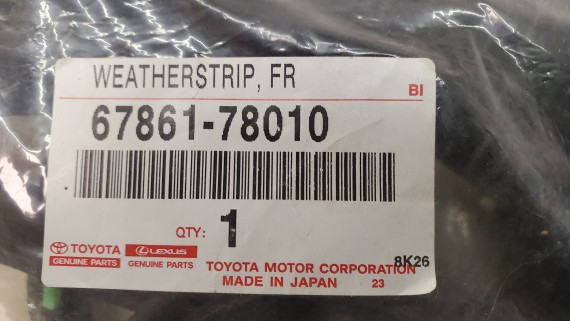 WEATHERSTRIP, FR
BI
67861-78010
QTY: 1
TOYOTA
GENUINE PARTS
LEXUS
GENUINE PARTS
TOYOTA MOTOR CORPORATION
8K26
MADE IN JAPAN 23